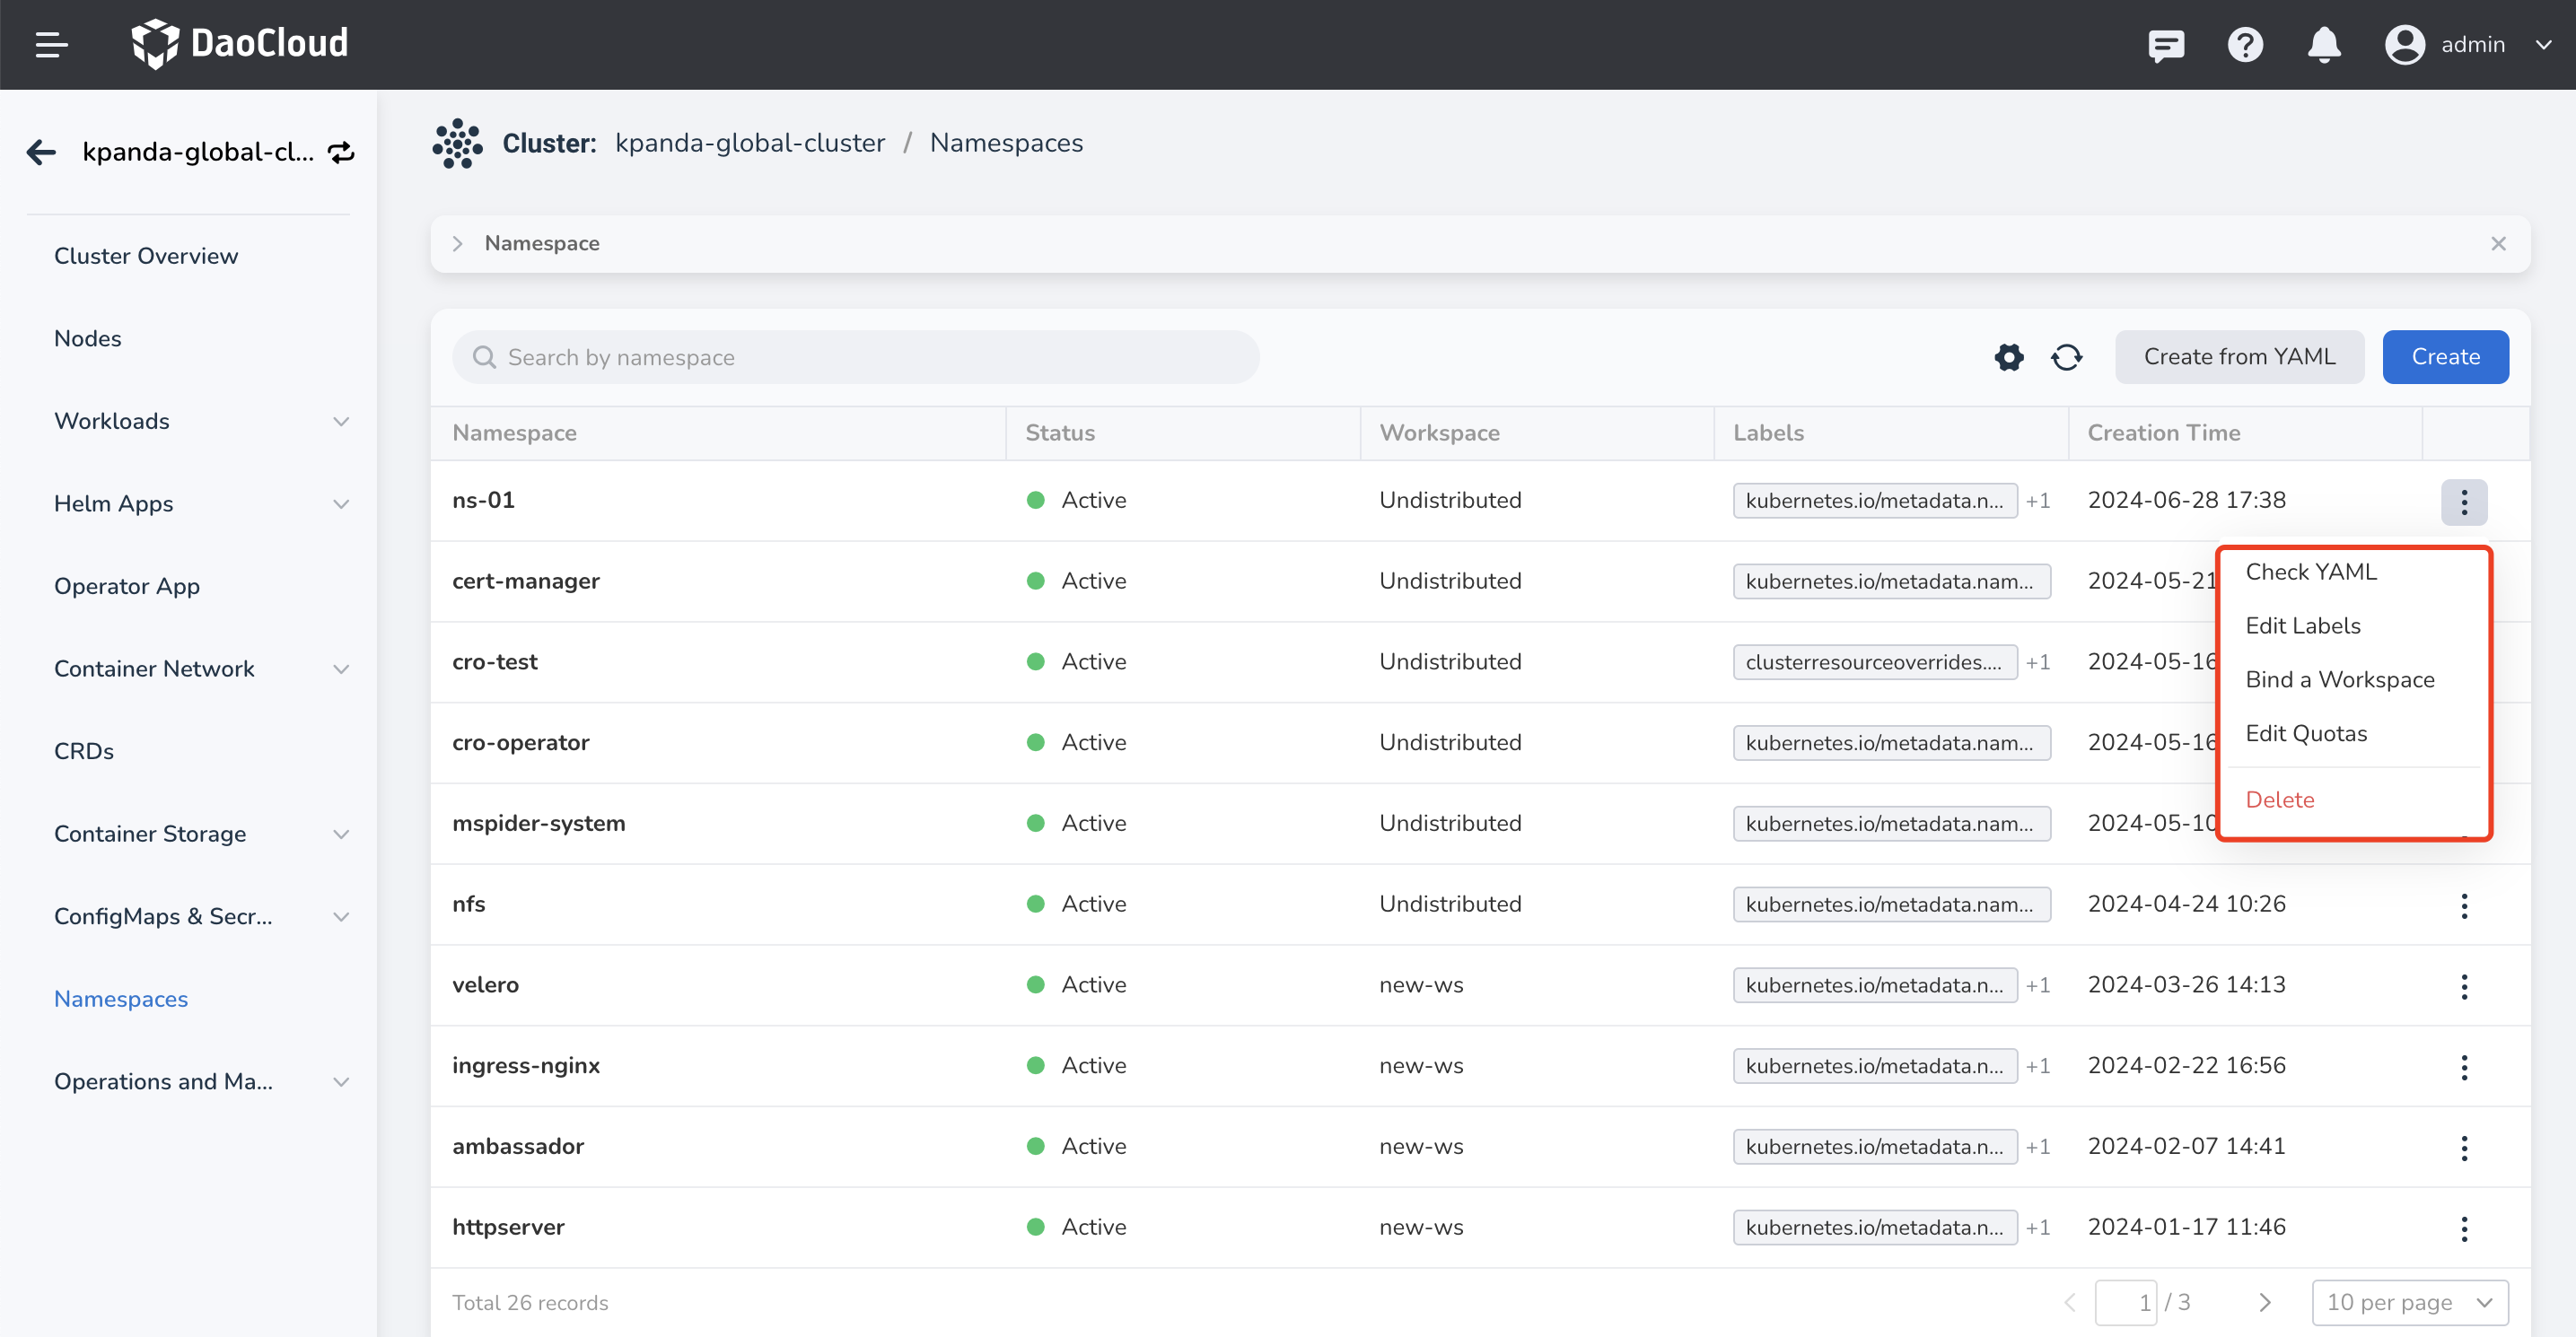 DaoCloud
admin
kpanda-global-cl...
Cluster Overview
Nodes
Workloads
Helm Apps
Operator App
Container Network
CRDs
Container Storage
ConfigMaps & Secr...
Namespaces
Operations and Ma...
Cluster: kpanda-global-cluster / Namespaces
Namespace
Search by namespace
Create from YAML
Create
Namespace Status Workspace Labels Creation Time
ns-01 Active Undistributed kubernetes.io/metadata.n... +1 2024-06-28 17:38
cert-manager Active Undistributed kubernetes.io/metadata.nam... 2024-05-21
cro-test Active Undistributed clusterresourceoverrides.... +1 2024-05-16
cro-operator Active Undistributed kubernetes.io/metadata.nam... 2024-05-16
mspider-system Active Undistributed kubernetes.io/metadata.nam... 2024-05-10
nfs Active Undistributed kubernetes.io/metadata.nam... 2024-04-24 10:26
velero Active new-ws kubernetes.io/metadata.n... +1 2024-03-26 14:13
ingress-nginx Active new-ws kubernetes.io/metadata.n... +1 2024-02-22 16:56
ambassador Active new-ws kubernetes.io/metadata.n... +1 2024-02-07 14:41
httpserver Active new-ws kubernetes.io/metadata.n... +1 2024-01-17 11:46
Check YAML
Edit Labels
Bind a Workspace
Edit Quotas
Delete
Total 26 records
1 / 3
10 per page